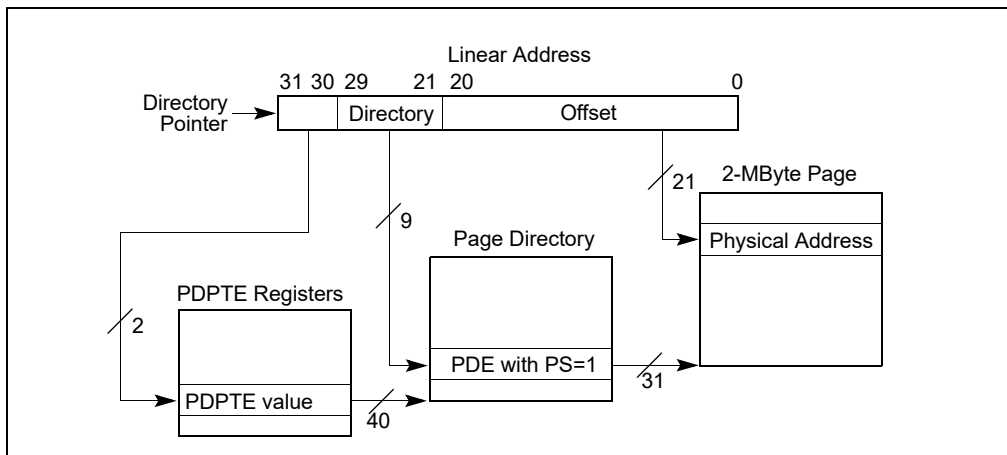 Linear Address
31 30 29 21 20 0
Directory
Pointer
Directory
Offset
21
2-MByte Page
9
Page Directory
Physical Address
PDPTE Registers
2
PDE with PS=1
31
PDPTE value
40